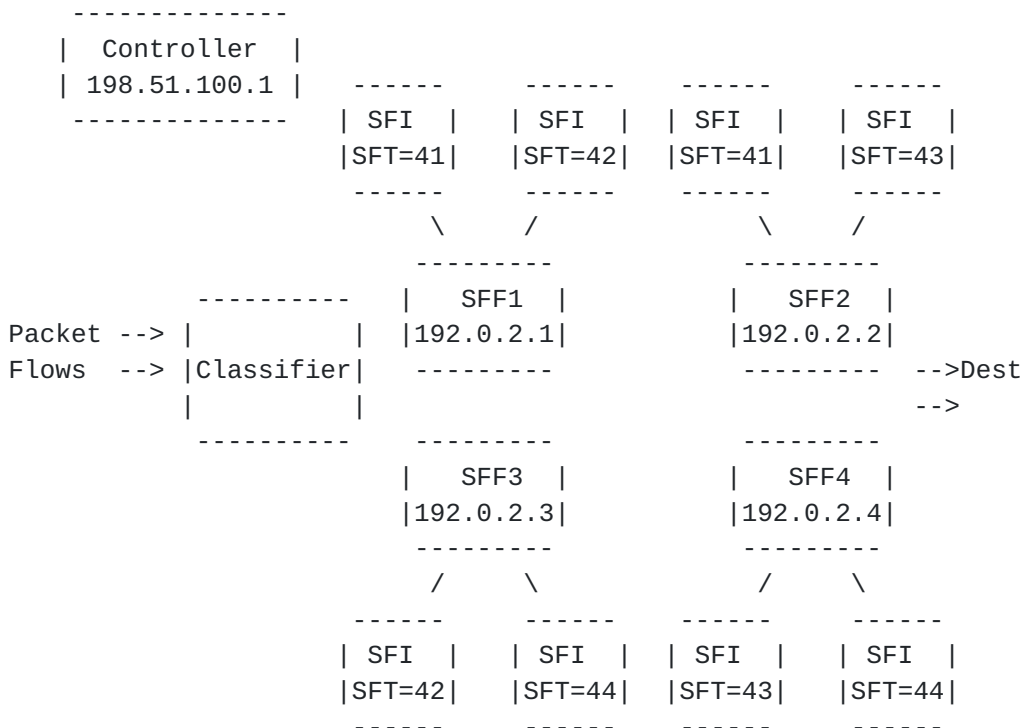 --------------
|  Controller  |
| 198.51.100.1 |   ------     ------    ------     ------
--------------   | SFI  |   | SFI  |  | SFI  |   | SFI  |
|SFT=41|   |SFT=42|  |SFT=41|   |SFT=43|
------     ------    ------     ------
\     /             \     /
---------           ---------
----------   |   SFF1  |         |   SFF2  |
Packet --> |          |  |192.0.2.1|         |192.0.2.2|
Flows  --> |Classifier|   ---------           ---------  -->Dest
|          |                                 -->
----------    ---------           ---------
|   SFF3  |         |   SFF4  |
|192.0.2.3|         |192.0.2.4|
---------           ---------
/     \             /     \
------     ------    ------     ------
| SFI  |   | SFI  |  | SFI  |   | SFI  |
|SFT=42|   |SFT=44|  |SFT=43|   |SFT=44|
------     ------    ------     ------